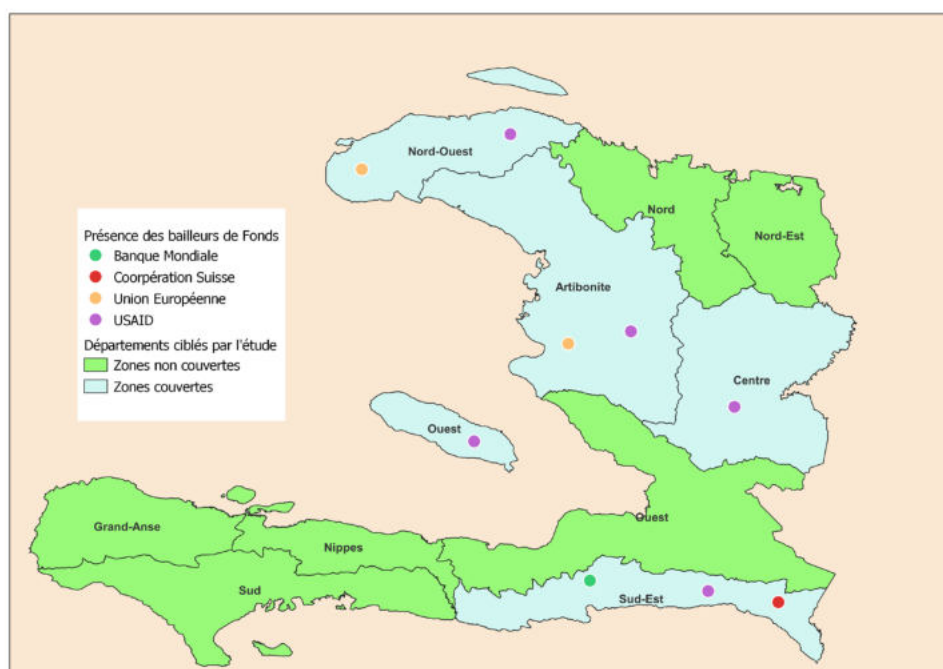 Nord-Ouest
Nord
Nord-Est
Présence des bailleurs de Fonds
Banque Mondiale
Coorpération Suisse
Union Européenne
USAID
Départements ciblés par l'étude
Zones non couvertes
Zones couvertes
Artibonite
Centre
Ouest
Ouest
Grand-Anse
Nippes
Sud
Sud-Est